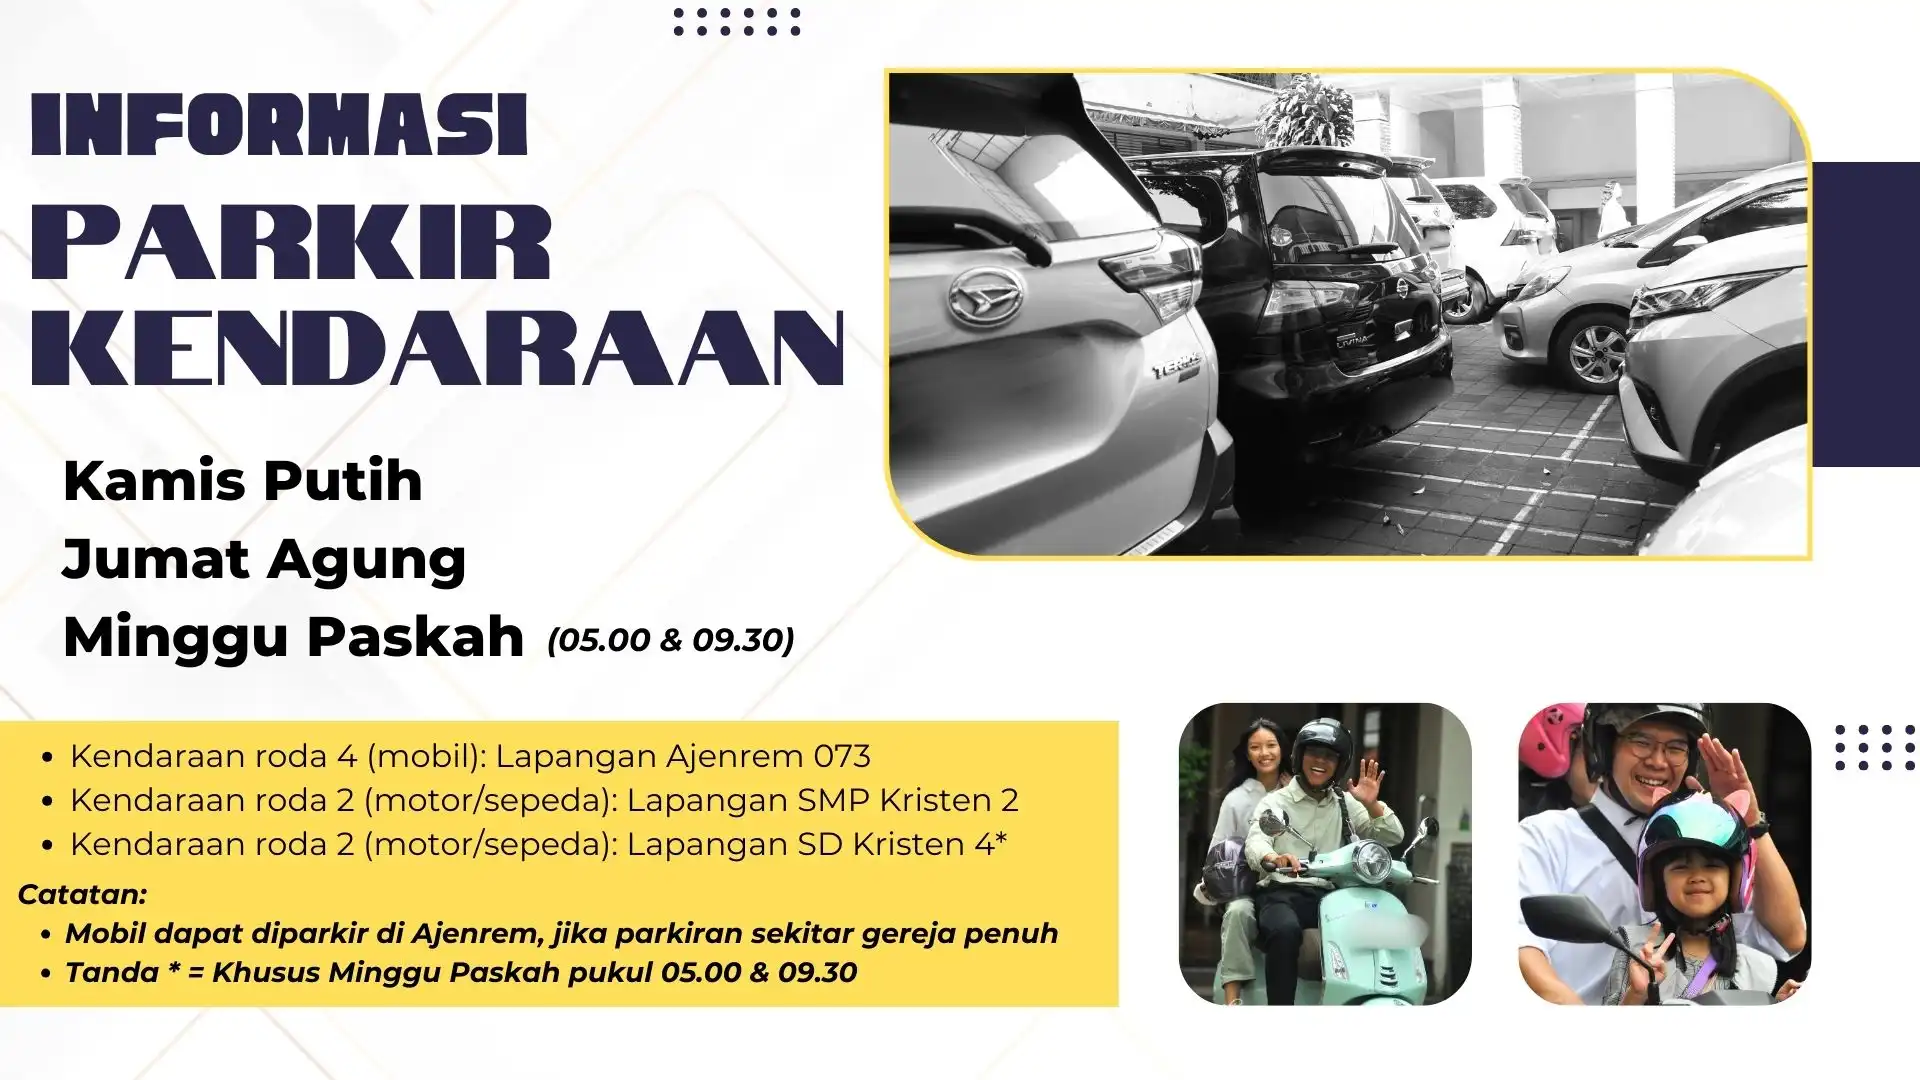 INFORMASI
PARKIR
KENDARAAN
Kamis Putih
Jumat Agung
Minggu Paskah (05.00 & 09.30)
• Kendaraan roda 4 (mobil): Lapangan Ajenrem 073
• Kendaraan roda 2 (motor/sepeda): Lapangan SMP Kristen 2
• Kendaraan roda 2 (motor/sepeda): Lapangan SD Kristen 4*
Catatan:
• Mobil dapat diparkir di Ajenrem, jika parkiran sekitar gereja penuh
• Tanda * = Khusus Minggu Paskah pukul 05.00 & 09.30
LIVINA